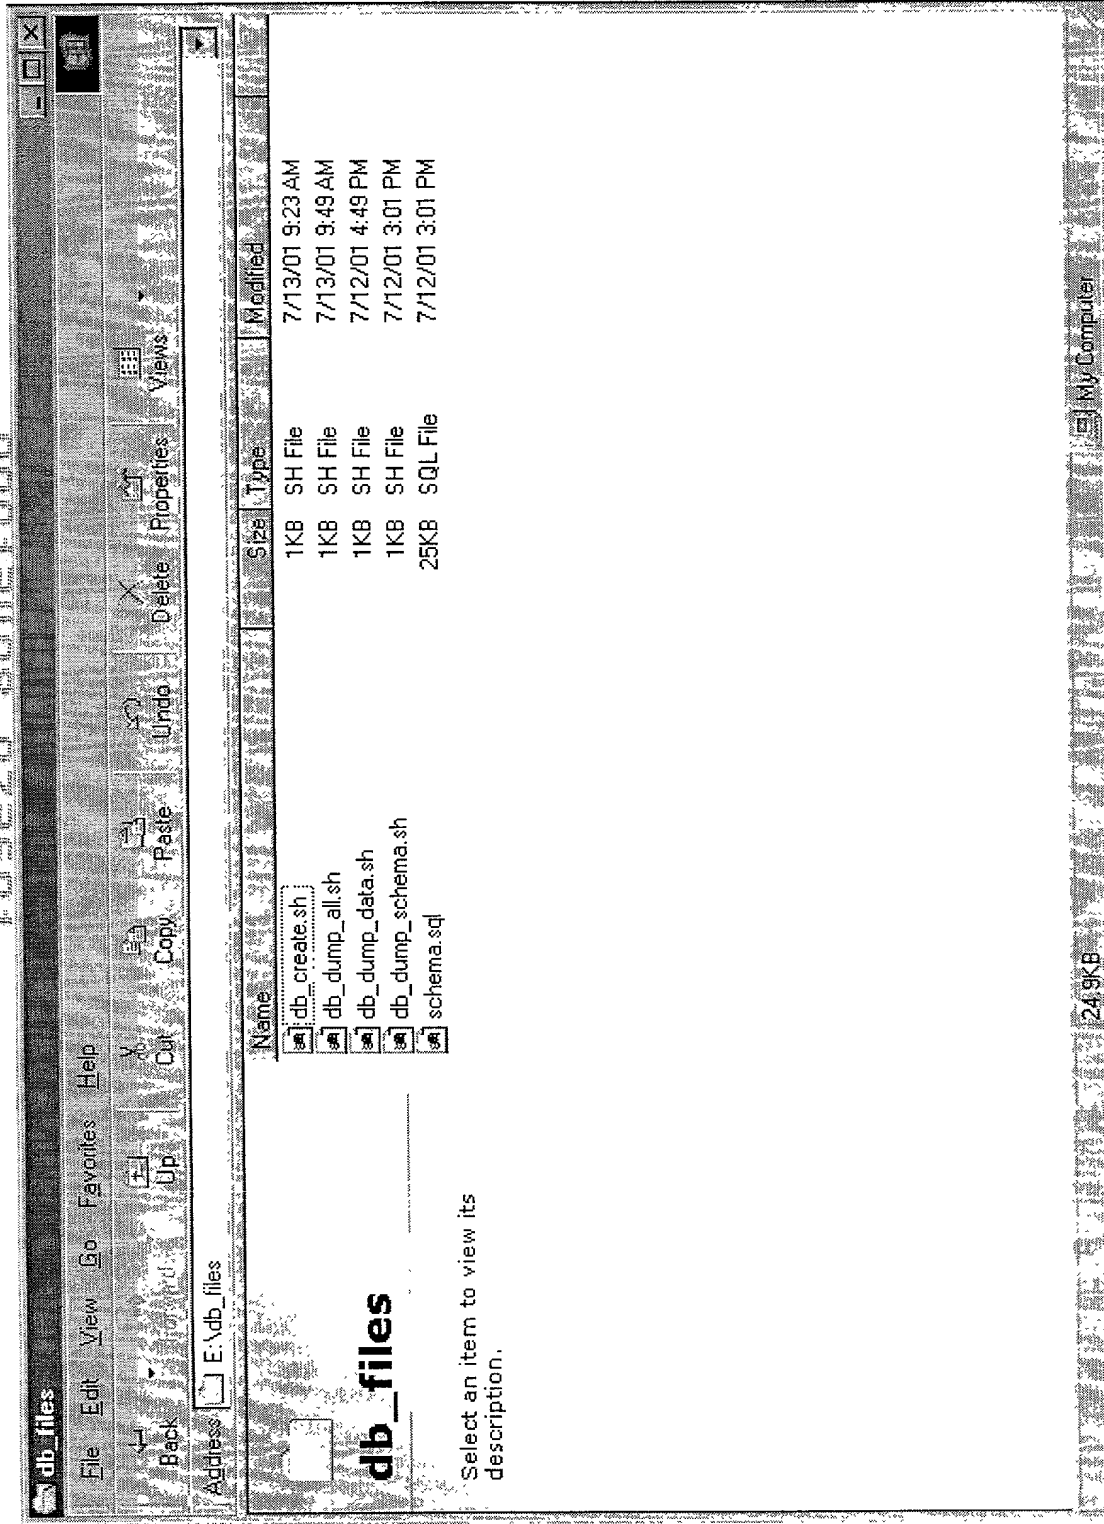 db_files
File Edit View Go Favorites Help
Back Forward Up Cut Copy Paste Undo Delete Properties Views
Address E:\db_files
Name Size Type Modified
db_create.sh 1KB SH File 7/13/01 9:23 AM
db_dump_all.sh 1KB SH File 7/13/01 9:49 AM
db_dump_data.sh 1KB SH File 7/12/01 4:49 PM
db_dump_schema.sh 1KB SH File 7/12/01 3:01 PM
schema.sql 25KB SQL File 7/12/01 3:01 PM
db_files
Select an item to view its
description.
24.9KB My Computer